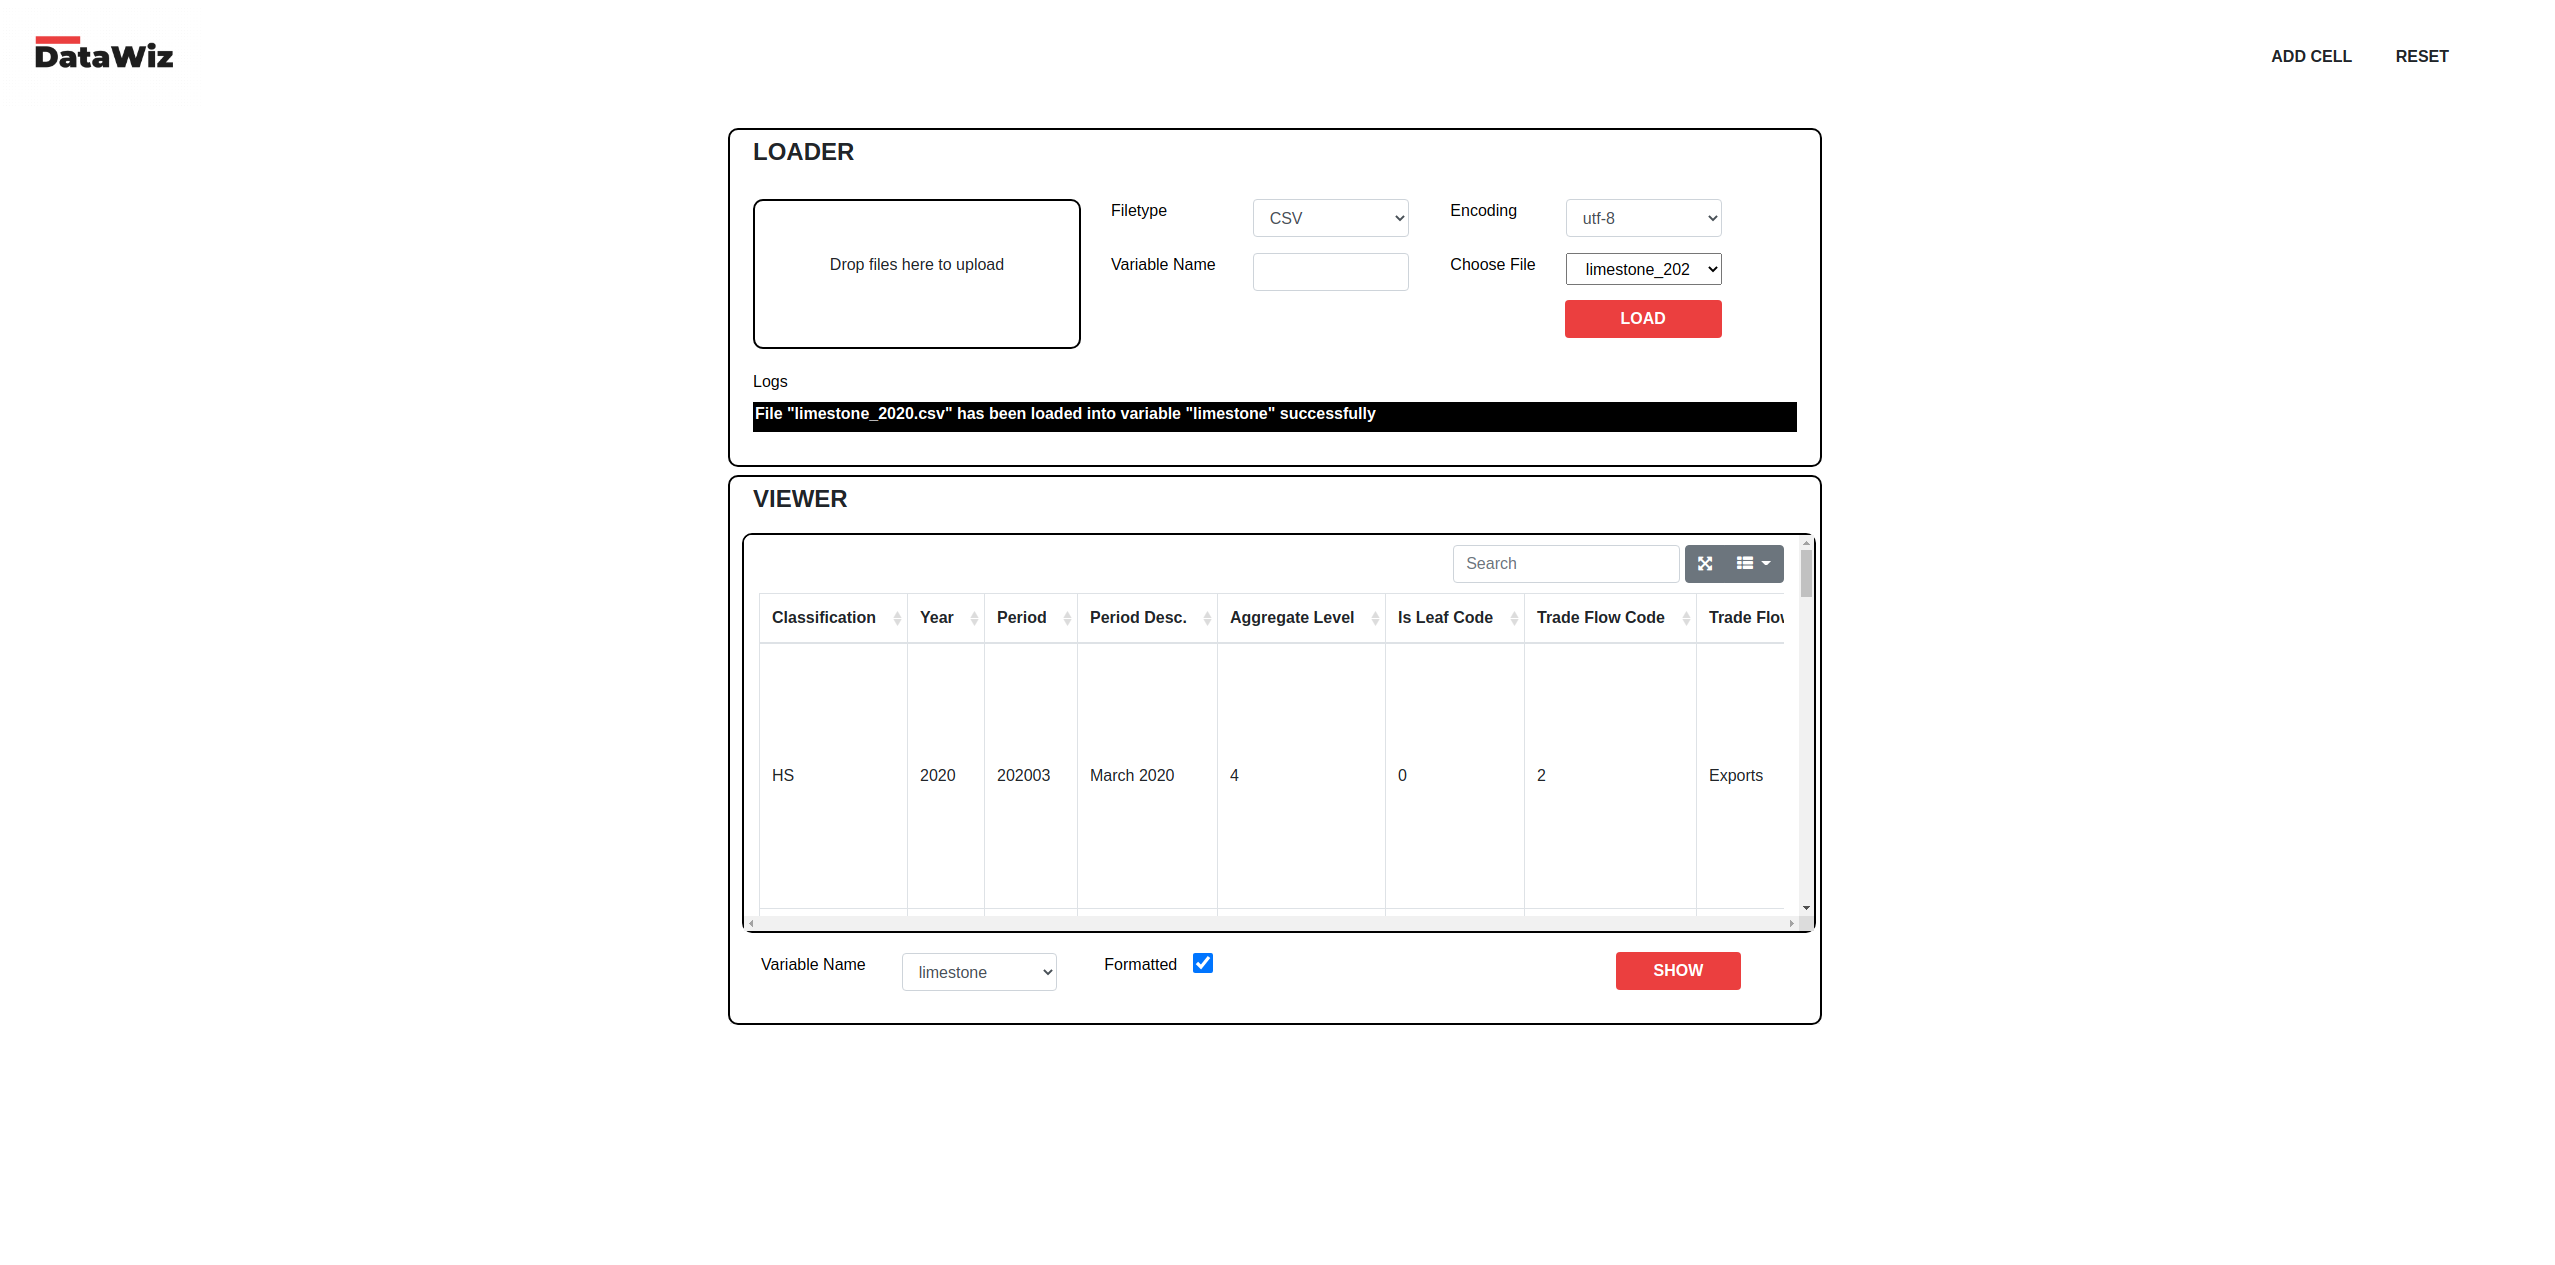 DataWiz
ADD CELL RESET
LOADER
Drop files here to upload
Filetype CSV Encoding utf-8
Variable Name Choose File limestone_202
LOAD
Logs
File "limestone_2020.csv" has been loaded into variable "limestone" successfully
VIEWER
Search
Classification Year Period Period Desc. Aggregate Level Is Leaf Code Trade Flow Code Trade Flow
HS 2020 202003 March 2020 4 0 2 Exports
Variable Name limestone Formatted SHOW